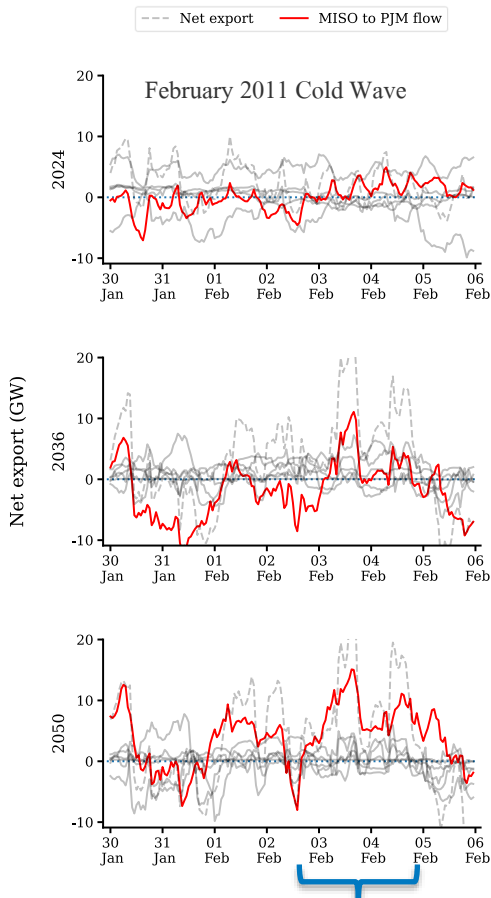 Net export MISO to PJM flow
February 2011 Cold Wave
Net export (GW)
2024
20
10
0
-10
30 31 01 02 03 04 05 06
Jan Jan Feb Feb Feb Feb Feb Feb
2036
20
10
0
-10
30 31 01 02 03 04 05 06
Jan Jan Feb Feb Feb Feb Feb Feb
2050
20
10
0
-10
30 31 01 02 03 04 05 06
Jan Jan Feb Feb Feb Feb Feb Feb